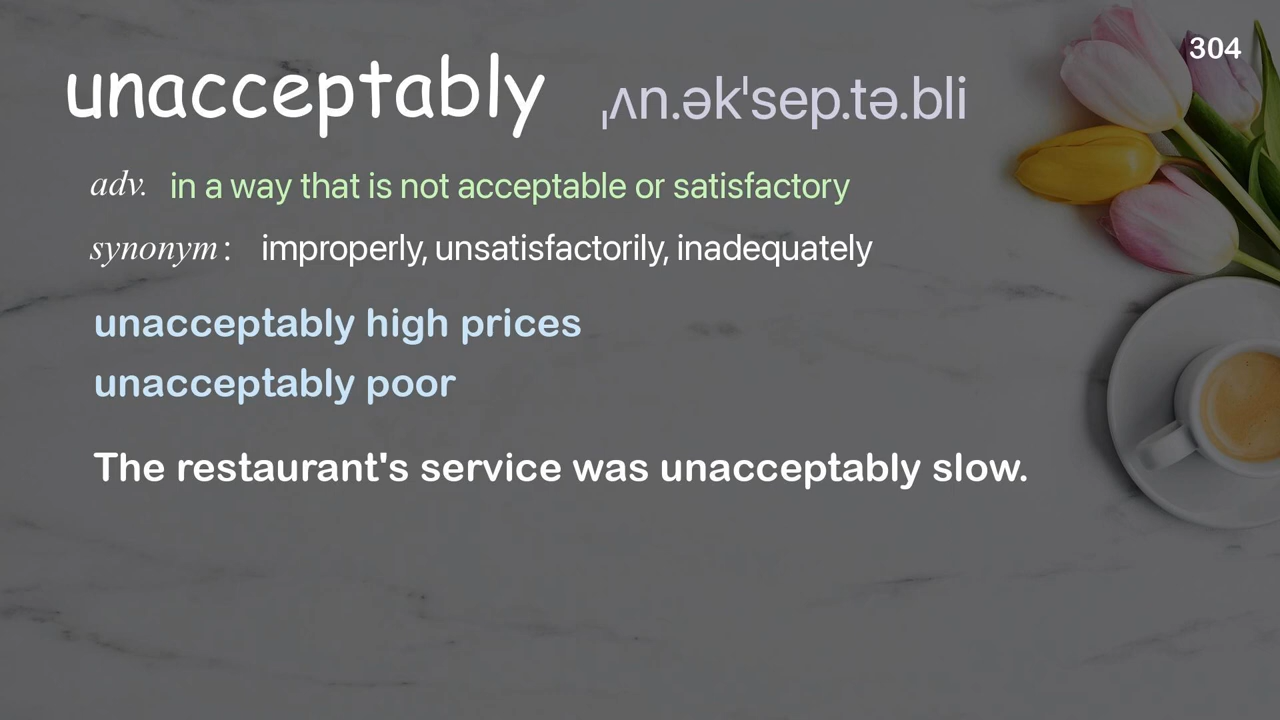 304
unacceptably ˌʌn.əkˈsep.tə.bli
adv. in a way that is not acceptable or satisfactory
synonym: improperly, unsatisfactorily, inadequately
unacceptably high prices
unacceptably poor
The restaurant's service was unacceptably slow.